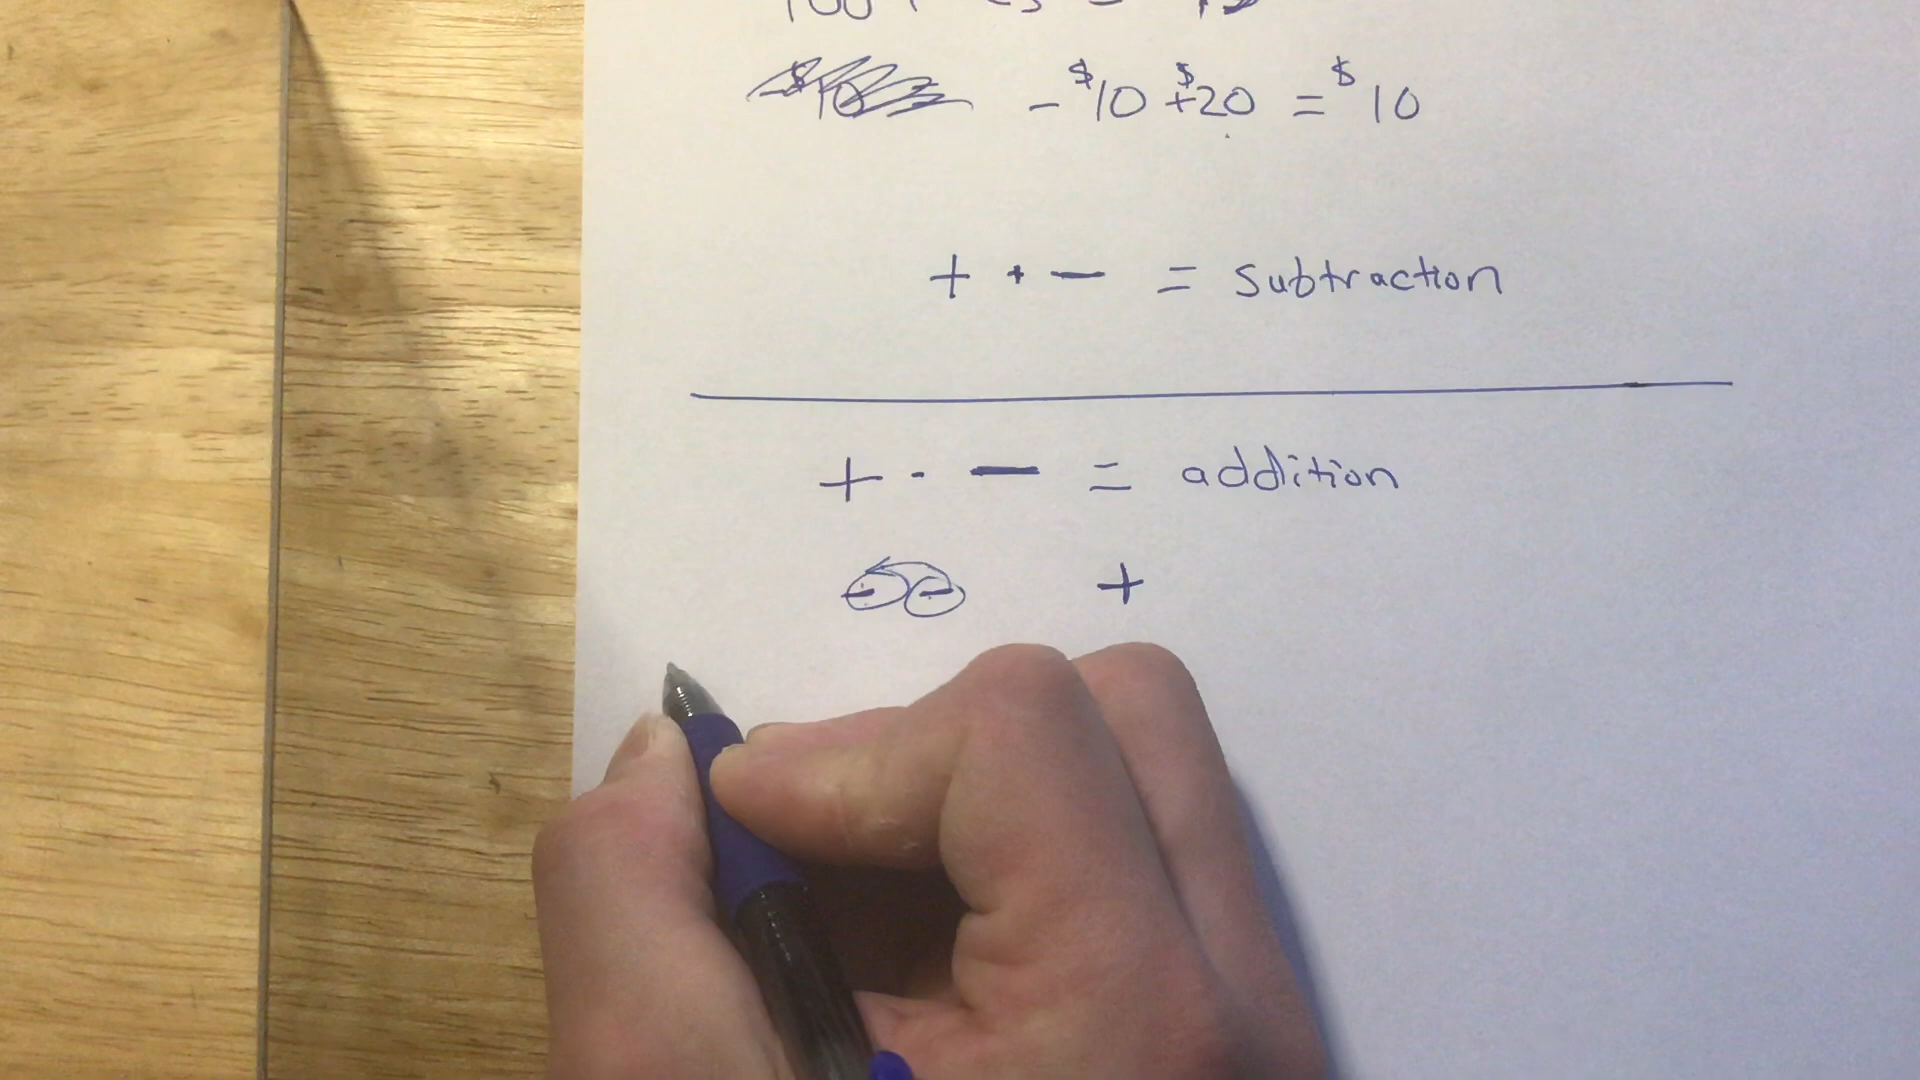 - $10 +$20 = $10
+ + - = subtraction
+ - - = addition
- - +